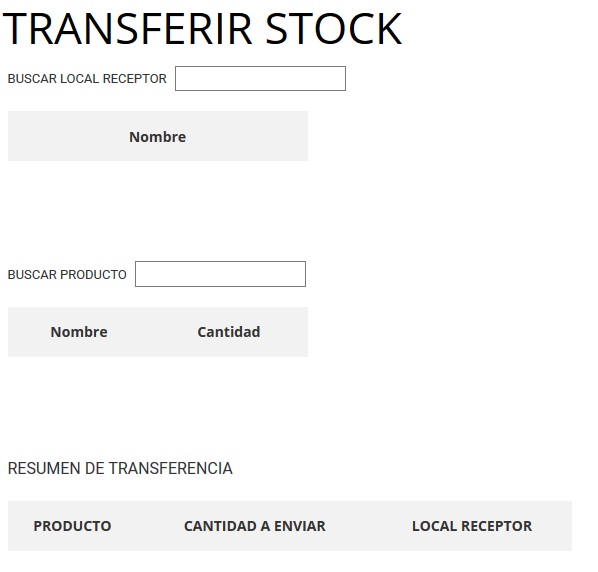 TRANSFERIR STOCK
BUSCAR LOCAL RECEPTOR
Nombre
BUSCAR PRODUCTO
Nombre Cantidad
RESUMEN DE TRANSFERENCIA
PRODUCTO CANTIDAD A ENVIAR LOCAL RECEPTOR